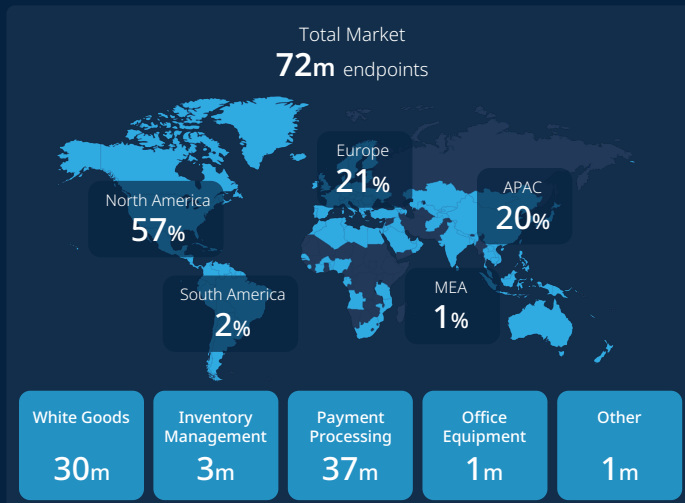 Total Market
72m endpoints
Europe
21%
North America
57%
APAC
20%
South America
2%
MEA
1%
White Goods
30m
Inventory
Management
3m
Payment
Processing
37m
Office
Equipment
1m
Other
1m